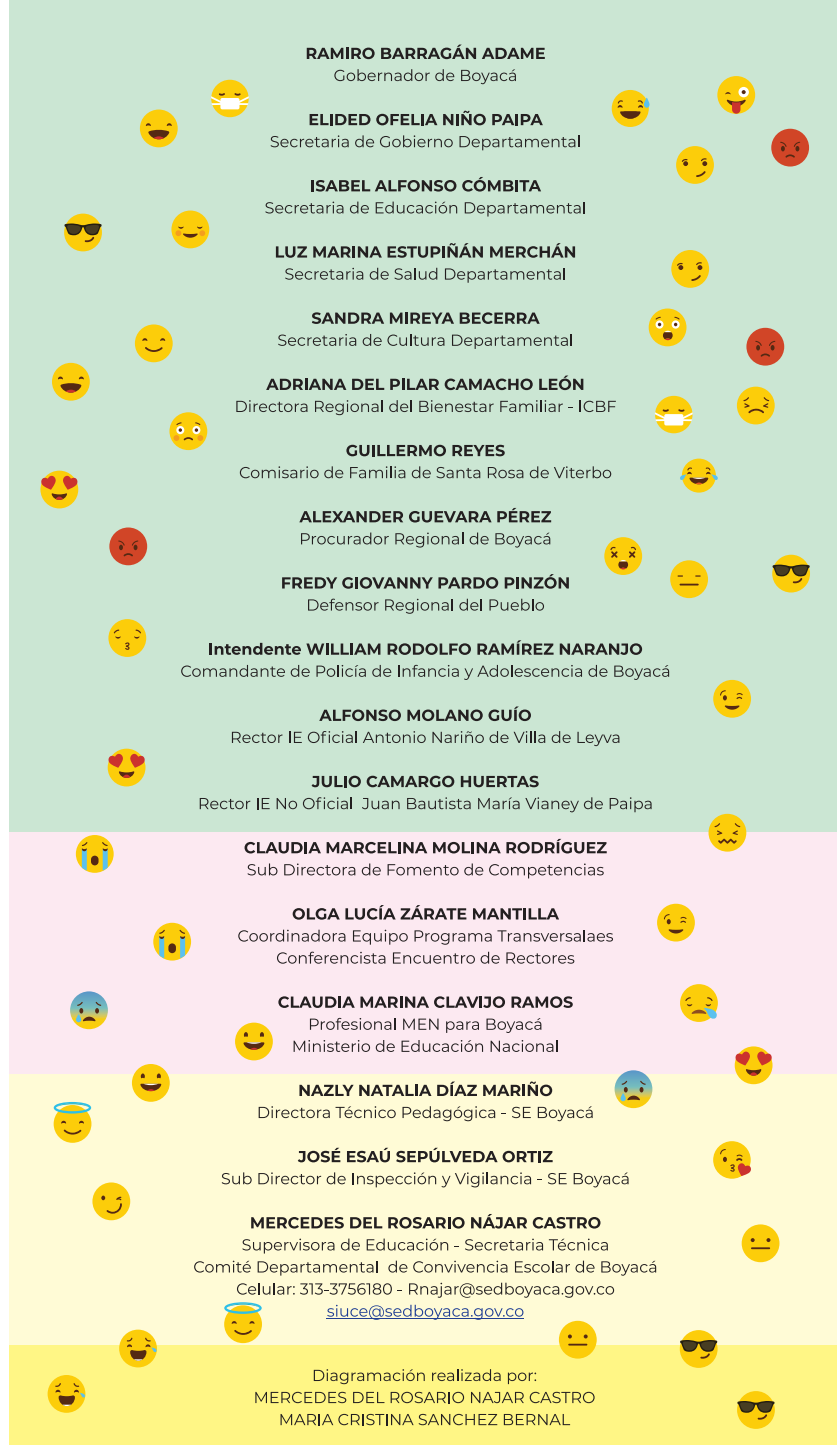 RAMIRO BARRAGÁN ADAME
Gobernador de Boyacá
ELIDED OFELIA NIÑO PAIPA
Secretaria de Gobierno Departamental
ISABEL ALFONSO CÓMBITA
Secretaria de Educación Departamental
LUZ MARINA ESTUPIÑÁN MERCHÁN
Secretaria de Salud Departamental
SANDRA MIREYA BECERRA
Secretaria de Cultura Departamental
ADRIANA DEL PILAR CAMACHO LEÓN
Directora Regional del Bienestar Familiar - ICBF
GUILLERMO REYES
Comisario de Familia de Santa Rosa de Viterbo
ALEXANDER GUEVARA PÉREZ
Procurador Regional de Boyacá
FREDY GIOVANNY PARDO PINZÓN
Defensor Regional del Pueblo
Intendente WILLIAM RODOLFO RAMÍREZ NARANJO
Comandante de Policía de Infancia y Adolescencia de Boyacá
ALFONSO MOLANO GUÍO
Rector IE Oficial Antonio Nariño de Villa de Leyva
JULIO CAMARGO HUERTAS
Rector IE No Oficial Juan Bautista María Vianey de Paipa
CLAUDIA MARCELINA MOLINA RODRÍGUEZ
Sub Directora de Fomento de Competencias
OLGA LUCÍA ZÁRATE MANTILLA
Coordinadora Equipo Programa Transversalaes
Conferencista Encuentro de Rectores
CLAUDIA MARINA CLAVIJO RAMOS
Profesional MEN para Boyacá
Ministerio de Educación Nacional
NAZLY NATALIA DÍAZ MARIÑO
Directora Técnico Pedagógica - SE Boyacá
JOSÉ ESAÚ SEPÚLVEDA ORTIZ
Sub Director de Inspección y Vigilancia - SE Boyacá
MERCEDES DEL ROSARIO NÁJAR CASTRO
Supervisora de Educación - Secretaria Técnica
Comité Departamental de Convivencia Escolar de Boyacá
Celular: 313-3756180 - Rnajar@sedboyaca.gov.co
siuce@sedboyaca.gov.co
Diagramación realizada por:
MERCEDES DEL ROSARIO NAJAR CASTRO
MARIA CRISTINA SANCHEZ BERNAL